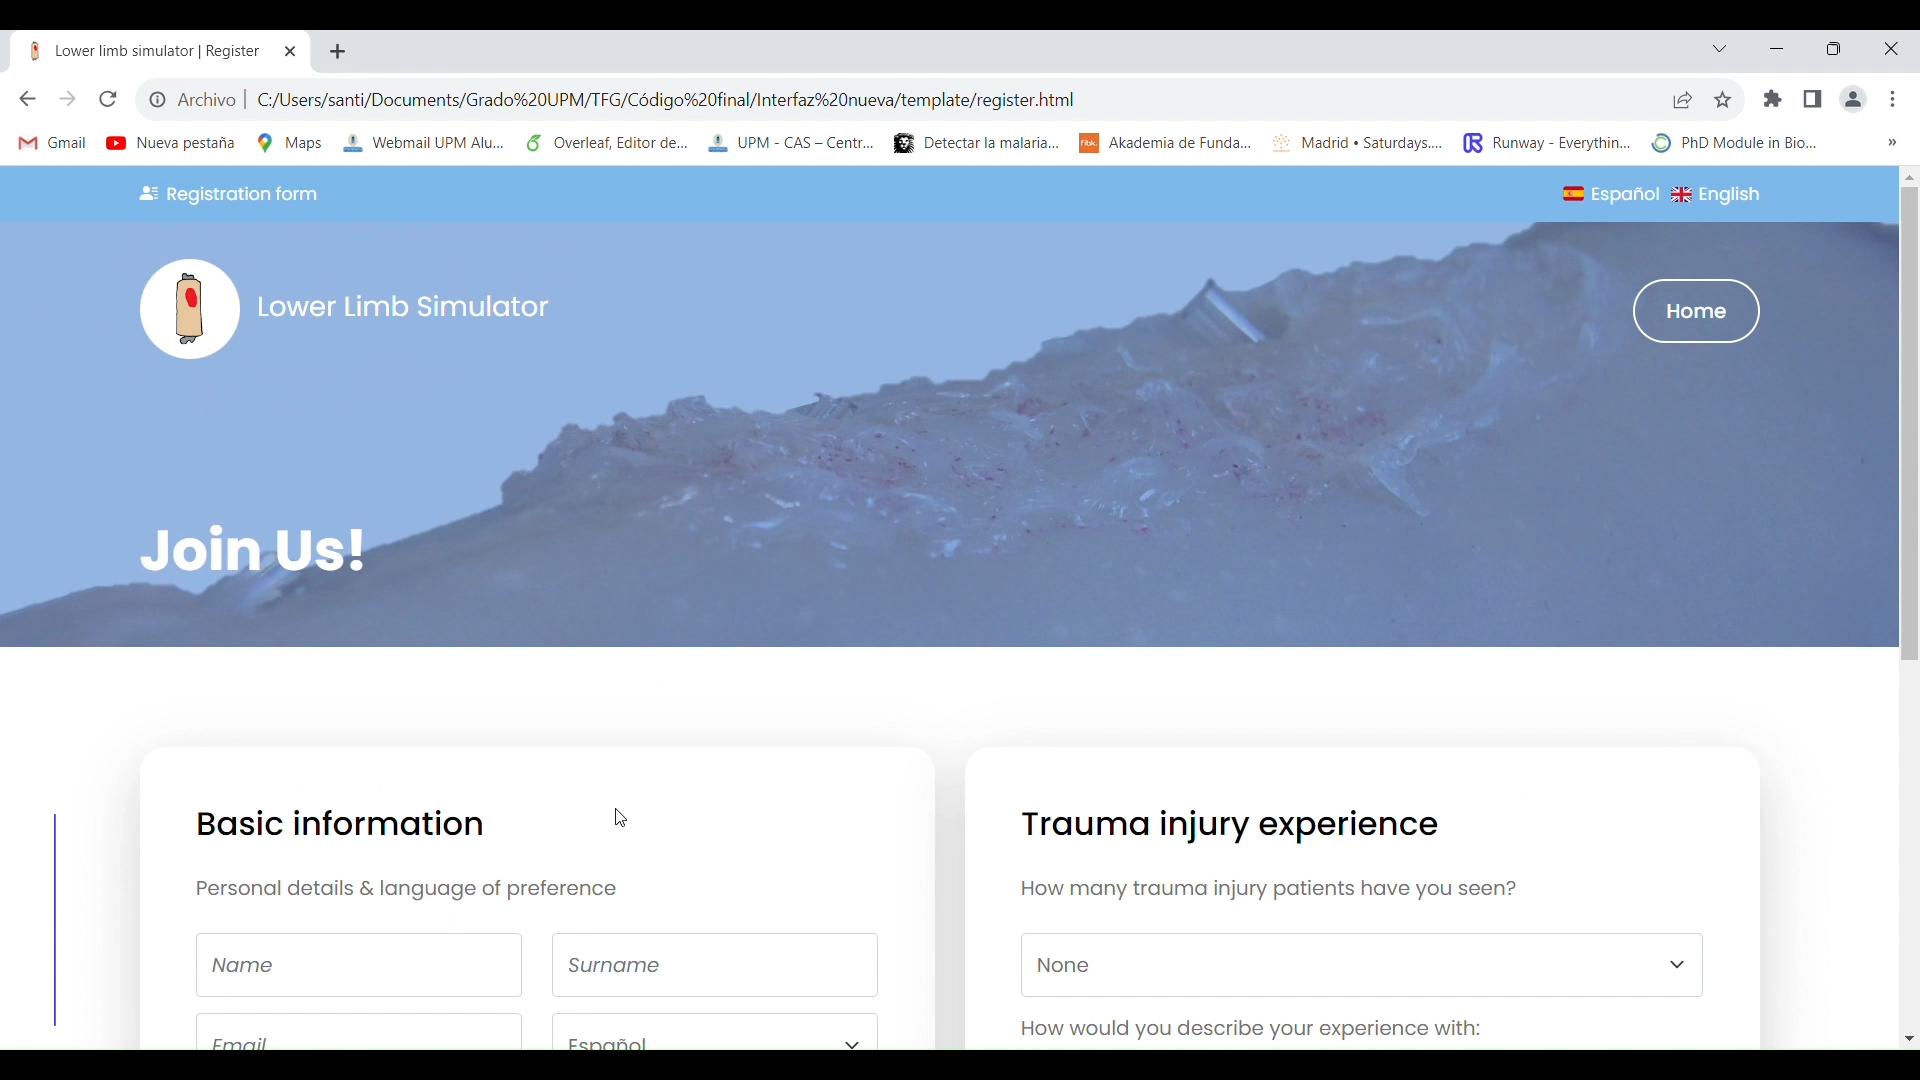 Lower limb simulator | Register
Archivo | C:/Users/santi/Documents/Grado%20UPM/TFG/Código%20final/Interfaz%20nueva/template/register.html
Gmail Nueva pestaña Maps Webmail UPM Alu... Overleaf, Editor de... UPM - CAS – Centr... Detectar la malaria... Akademia de Funda... Madrid • Saturdays.... Runway - Everythin... PhD Module in Bio... »
Registration form Español English
Lower Limb Simulator
Home
Join Us!
Basic information
Personal details & language of preference
Name Surname
Email Español
Trauma injury experience
How many trauma injury patients have you seen?
None
How would you describe your experience with: